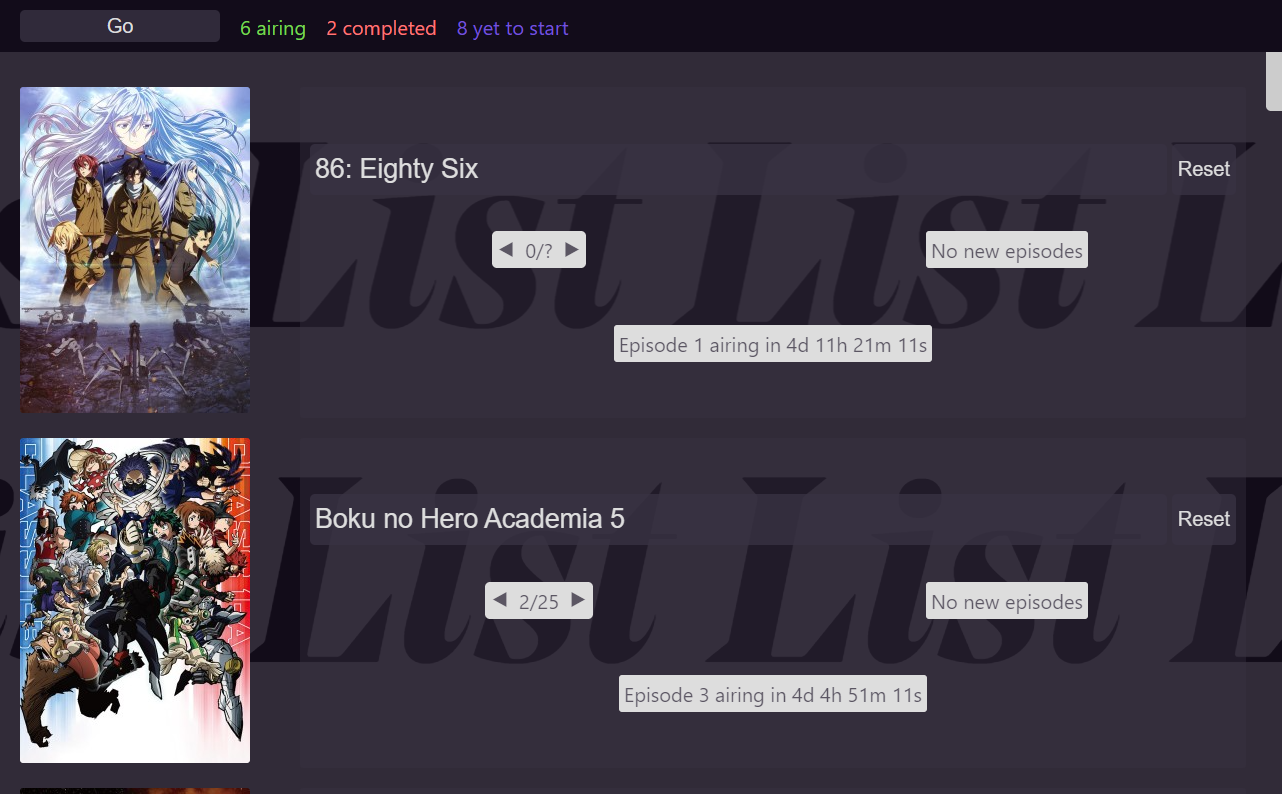 Go 6 airing 2 completed 8 yet to start
86: Eighty Six Reset
◀ 0/? ▶ No new episodes
Episode 1 airing in 4d 11h 21m 11s
List List L
Boku no Hero Academia 5 Reset
◀ 2/25 ▶ No new episodes
Episode 3 airing in 4d 4h 51m 11s
List List L